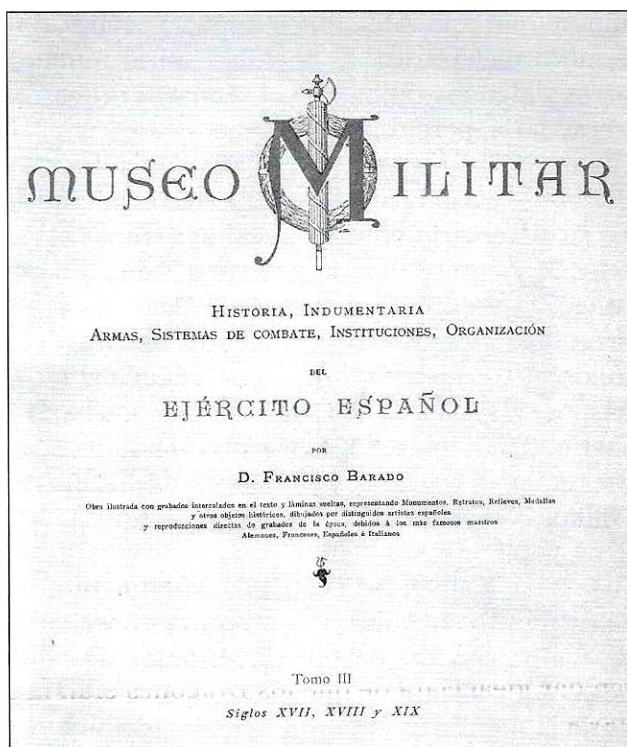 MUSEO MILITAR
HISTORIA, INDUMENTARIA
ARMAS, SISTEMAS DE COMBATE, INSTITUCIONES, ORGANIZACIÓN
DEL
EJÉRCITO ESPAÑOL
POR
D. FRANCISCO BARADO
Obra ilustrada con grabados intercalados en el texto y láminas sueltas, representando Monumentos, Retratos, Relieves, Medallas
y otros objetos históricos, dibujados por distinguidos artistas españoles
y reproducciones directas de grabados de la época, debidos á los más famosos maestros
Alemanes, Franceses, Españoles é Italianos
Tomo III
Siglos XVII, XVIII y XIX